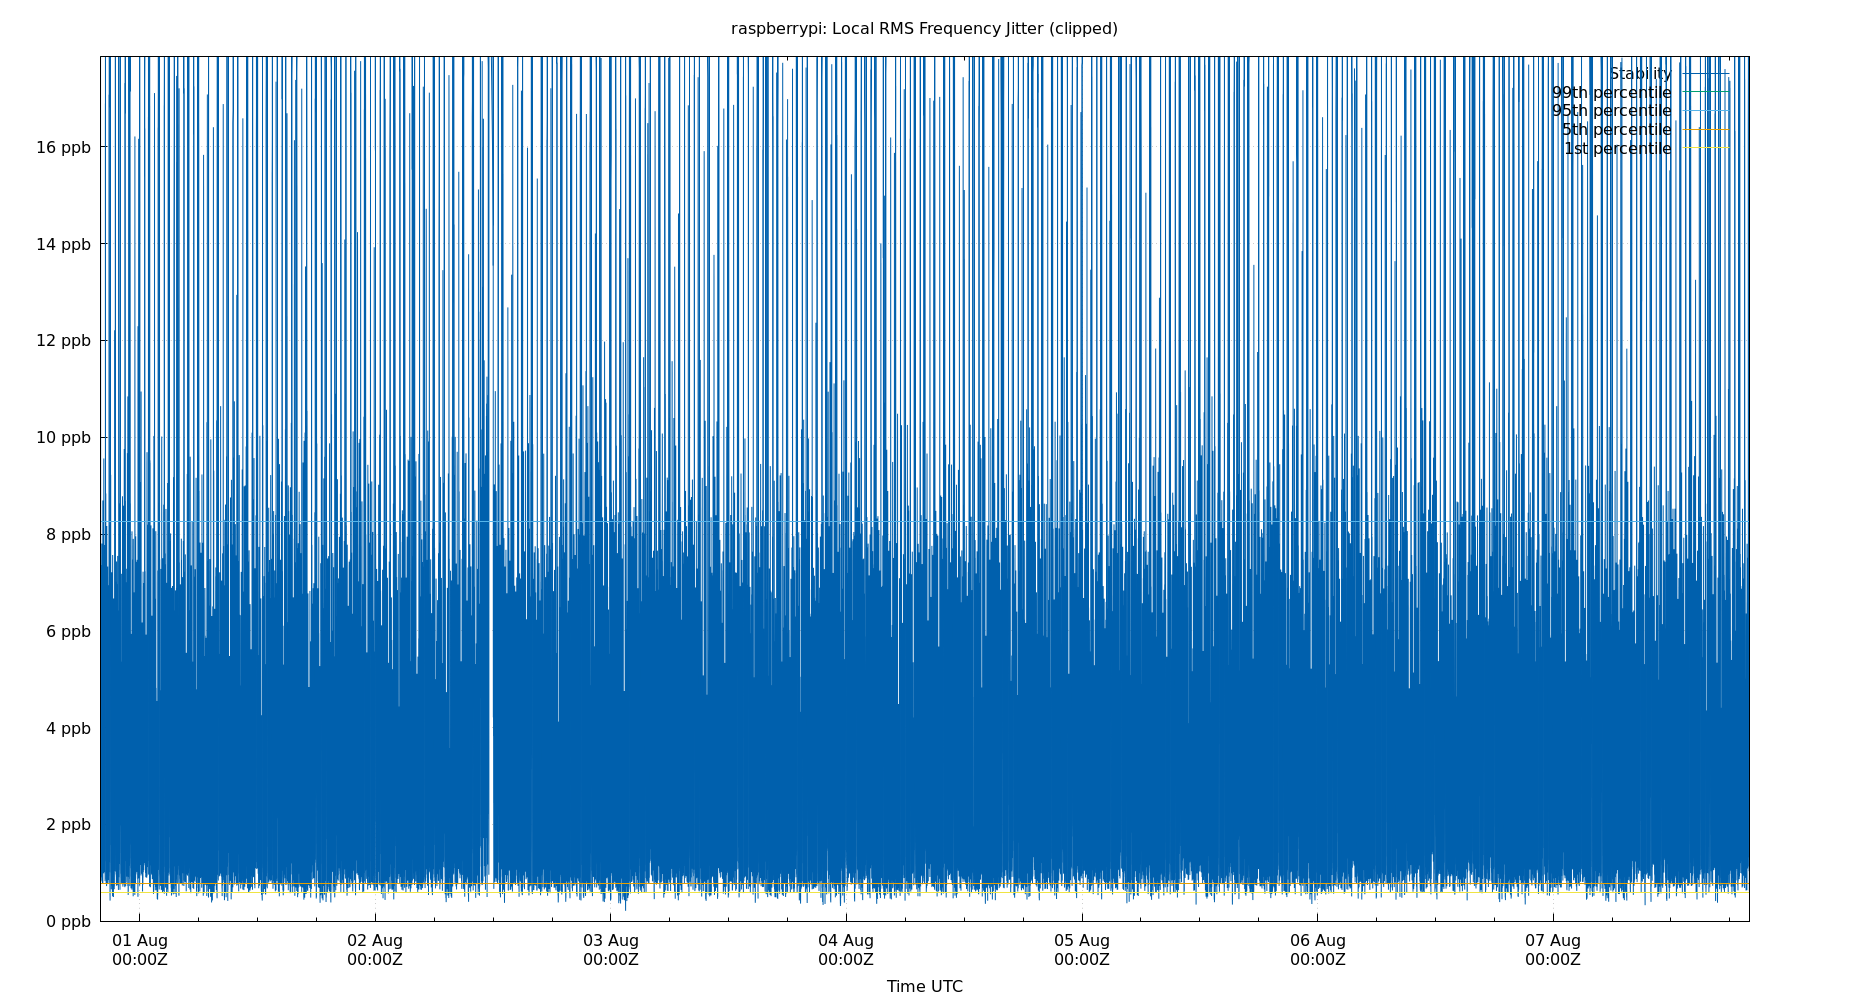 raspberrypi: Local RMS Frequency Jitter (clipped)
Stability
99th percentile
95th percentile
5th percentile
1st percentile
16 ppb
14 ppb
12 ppb
10 ppb
8 ppb
6 ppb
4 ppb
2 ppb
0 ppb
01 Aug 02 Aug 03 Aug 04 Aug 05 Aug 06 Aug 07 Aug
00:00Z 00:00Z 00:00Z 00:00Z 00:00Z 00:00Z 00:00Z
Time UTC